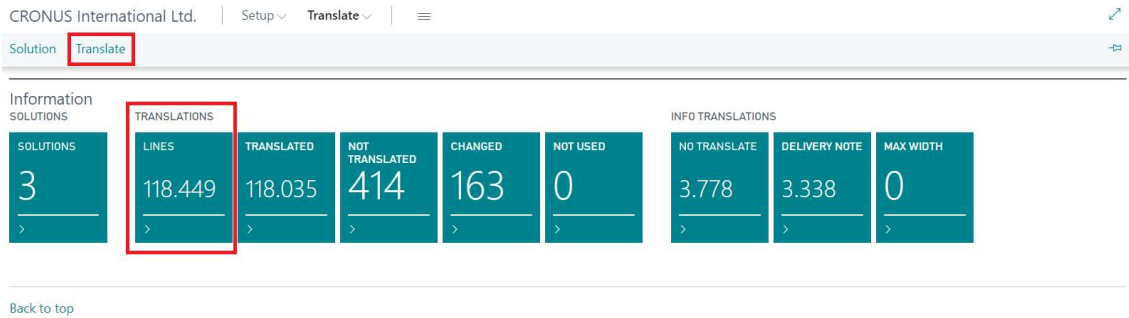 CRONUS International Ltd. Setup Translate
Solution Translate
Information
SOLUTIONS TRANSLATIONS INFO TRANSLATIONS
SOLUTIONS LINES TRANSLATED NOT TRANSLATED CHANGED NOT USED NO TRANSLATE DELIVERY NOTE MAX WIDTH
3 118.449 118.035 414 163 0 3.778 3.338 0
Back to top